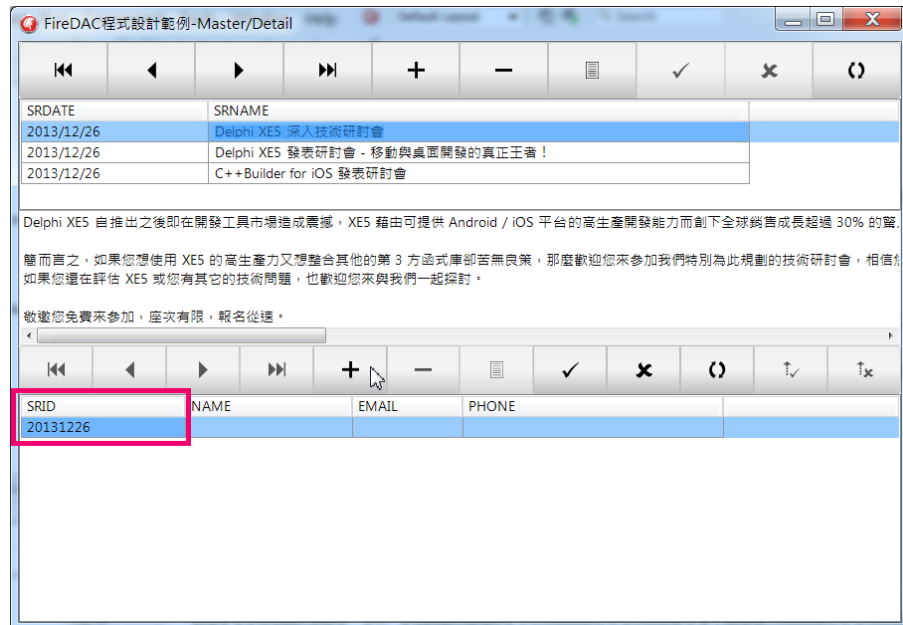 FireDAC程式設計範例-Master/Detail
SRDATE SRNAME
2013/12/26 Delphi XE5 深入技術研討會
2013/12/26 Delphi XE5 發表研討會 - 移動與桌面開發的真正王者！
2013/12/26 C++Builder for iOS 發表研討會
Delphi XE5 自推出之後即在開發工具市場造成震撼，XE5 藉由可提供 Android / iOS 平台的高生產開發能力而創下全球銷售成長超過 30% 的驚
簡而言之，如果您想使用 XE5 的高生產力又想整合其他的第 3 方函式庫卻苦無良策，那麼歡迎您來參加我們特別為此規劃的技術研討會，相信
如果您還在評估 XE5 或您有其它的技術問題，也歡迎您來與我們一起探討。
敬邀您免費來參加，座次有限，報名從速。
SRID NAME EMAIL PHONE
20131226